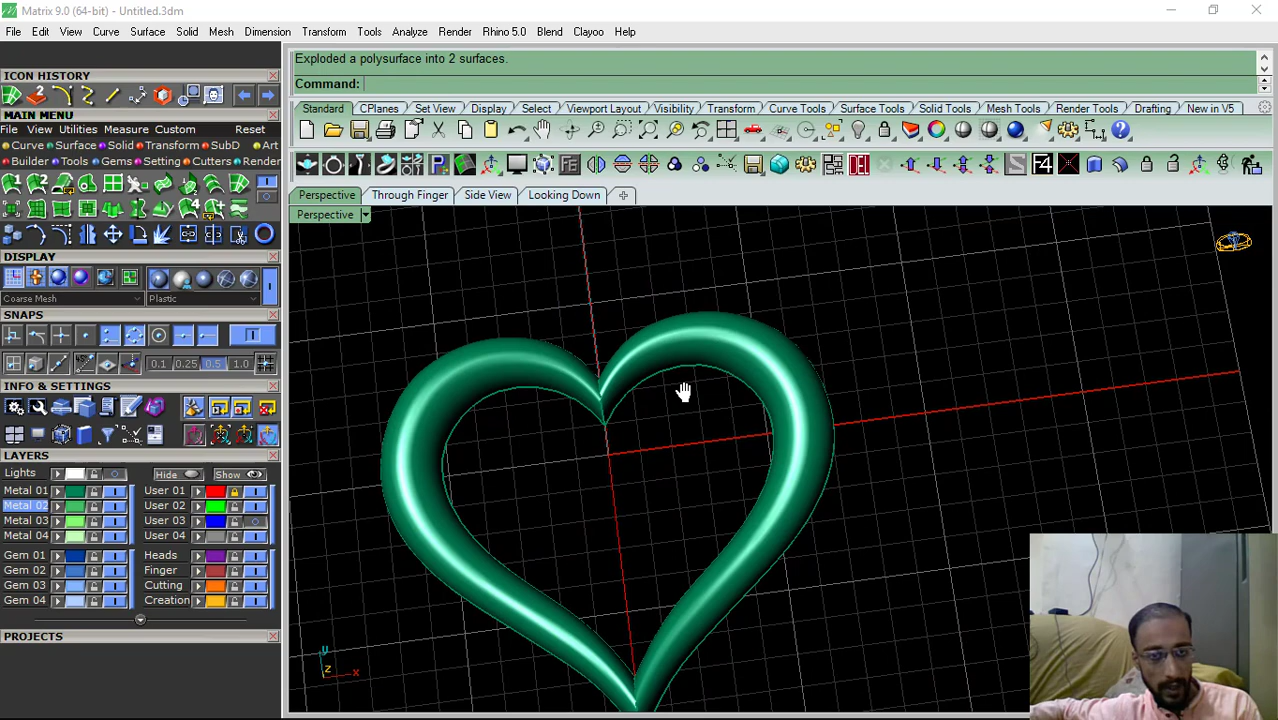 Matrix 9.0 (64-bit) - Untitled.3dm
File Edit View Curve Surface Solid Mesh Dimension Transform Tools Analyze Render Rhino 5.0 Blend Clayoo Help
Exploded a polysurface into 2 surfaces.
Command:
ICON HISTORY
MAIN MENU
File View Utilities Measure Custom Reset
Curve Surface Solid Transform SubD Art
Builder Tools Gems Setting Cutters Render
DISPLAY
Coarse Mesh Plastic
SNAPS
0.1 0.25 0.5 1.0
INFO & SETTINGS
LAYERS
Lights Hide Show
Metal 01 User 01
Metal 02 User 02
Metal 03 User 03
Metal 04 User 04
Gem 01 Heads
Gem 02 Finger
Gem 03 Cutting
Gem 04 Creation
PROJECTS
Standard CPlanes Set View Display Select Viewport Layout Visibility Transform Curve Tools Surface Tools Solid Tools Mesh Tools Render Tools Drafting New in V5
Perspective Through Finger Side View Looking Down
Perspective
y
z x